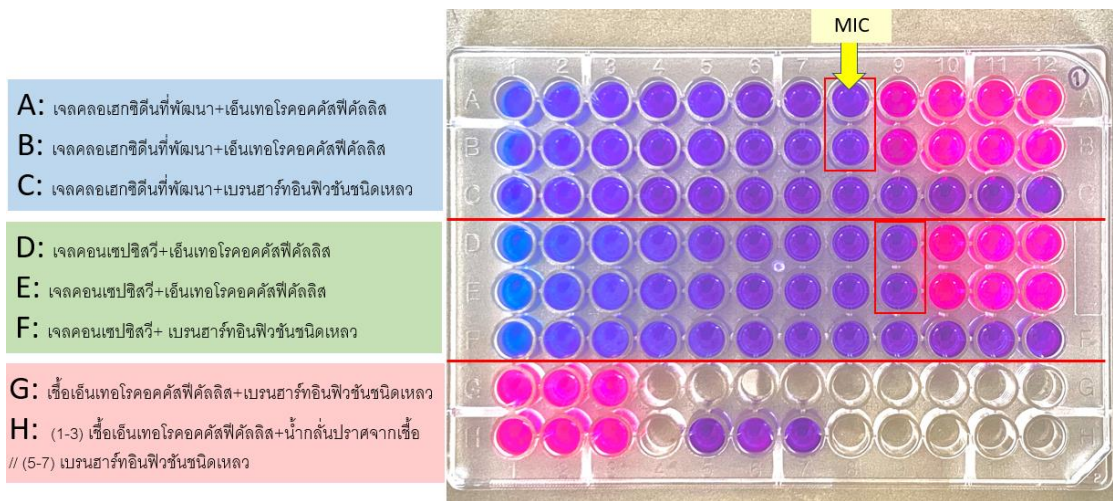 MIC
A: เจลคลอเฮกซิดีนที่พัฒนา+เอ็นเทอโรคอคคัสฟีคัลลิส
B: เจลคลอเฮกซิดีนที่พัฒนา+เอ็นเทอโรคอคคัสฟีคัลลิส
C: เจลคลอเฮกซิดีนที่พัฒนา+เบรนฮาร์ทอินฟิวชันชนิดเหลว
D: เจลคอนเซปซิสวี+เอ็นเทอโรคอคคัสฟีคัลลิส
E: เจลคอนเซปซิสวี+เอ็นเทอโรคอคคัสฟีคัลลิส
F: เจลคอนเซปซิสวี+ เบรนฮาร์ทอินฟิวชันชนิดเหลว
G: เชื้อเอ็นเทอโรคอคคัสฟีคัลลิส+เบรนฮาร์ทอินฟิวชันชนิดเหลว
H: (1-3) เชื้อเอ็นเทอโรคอคคัสฟีคัลลิส+น้ำกลั่นปราศจากเชื้อ
// (5-7) เบรนฮาร์ทอินฟิวชันชนิดเหลว
1 2 3 4 5 6 7 9 10 11 12
1
A A
B B
C C
D
E E
F F
G G
H H
1 2 3 4 5 6 7 8 9 10 11 12